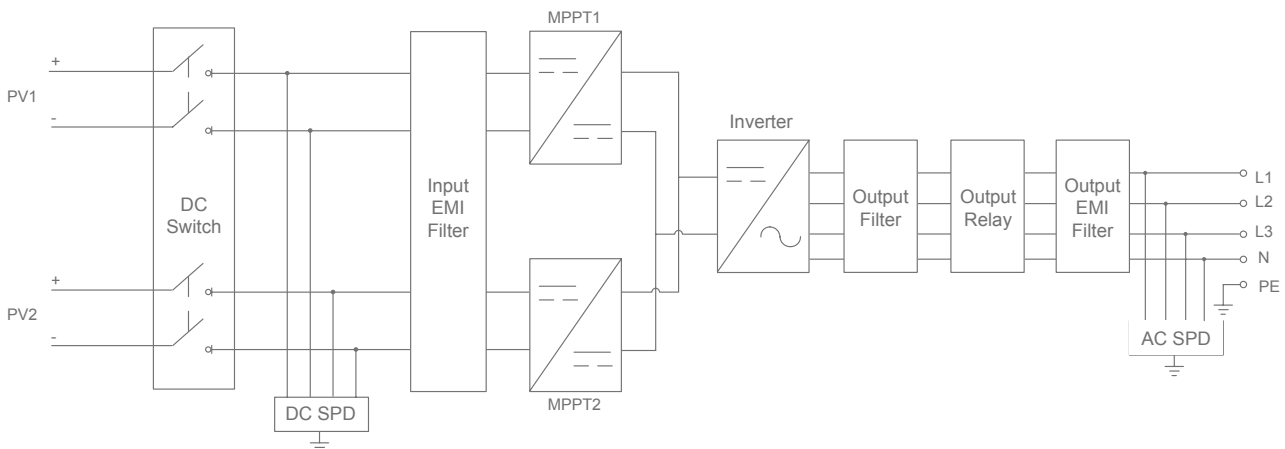 MPPT1
+
PV1
-
Inverter
DC
Switch
Input
EMI
Filter
Output
Filter
Output
Relay
Output
EMI
Filter
L1
L2
L3
N
PE
+
PV2
-
AC SPD
MPPT2
DC SPD